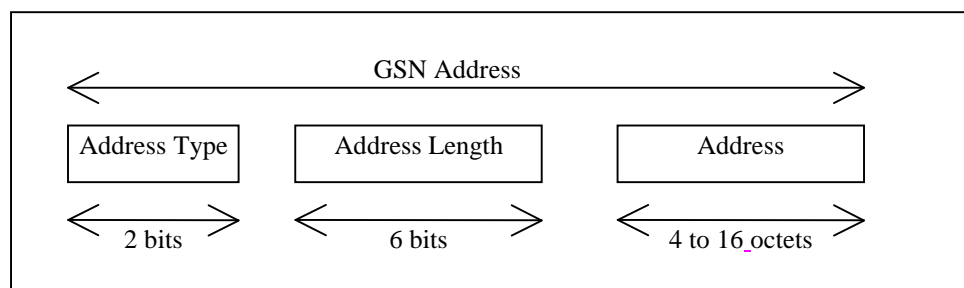 GSN Address
Address Type Address Length Address
2 bits 6 bits 4 to 16 octets